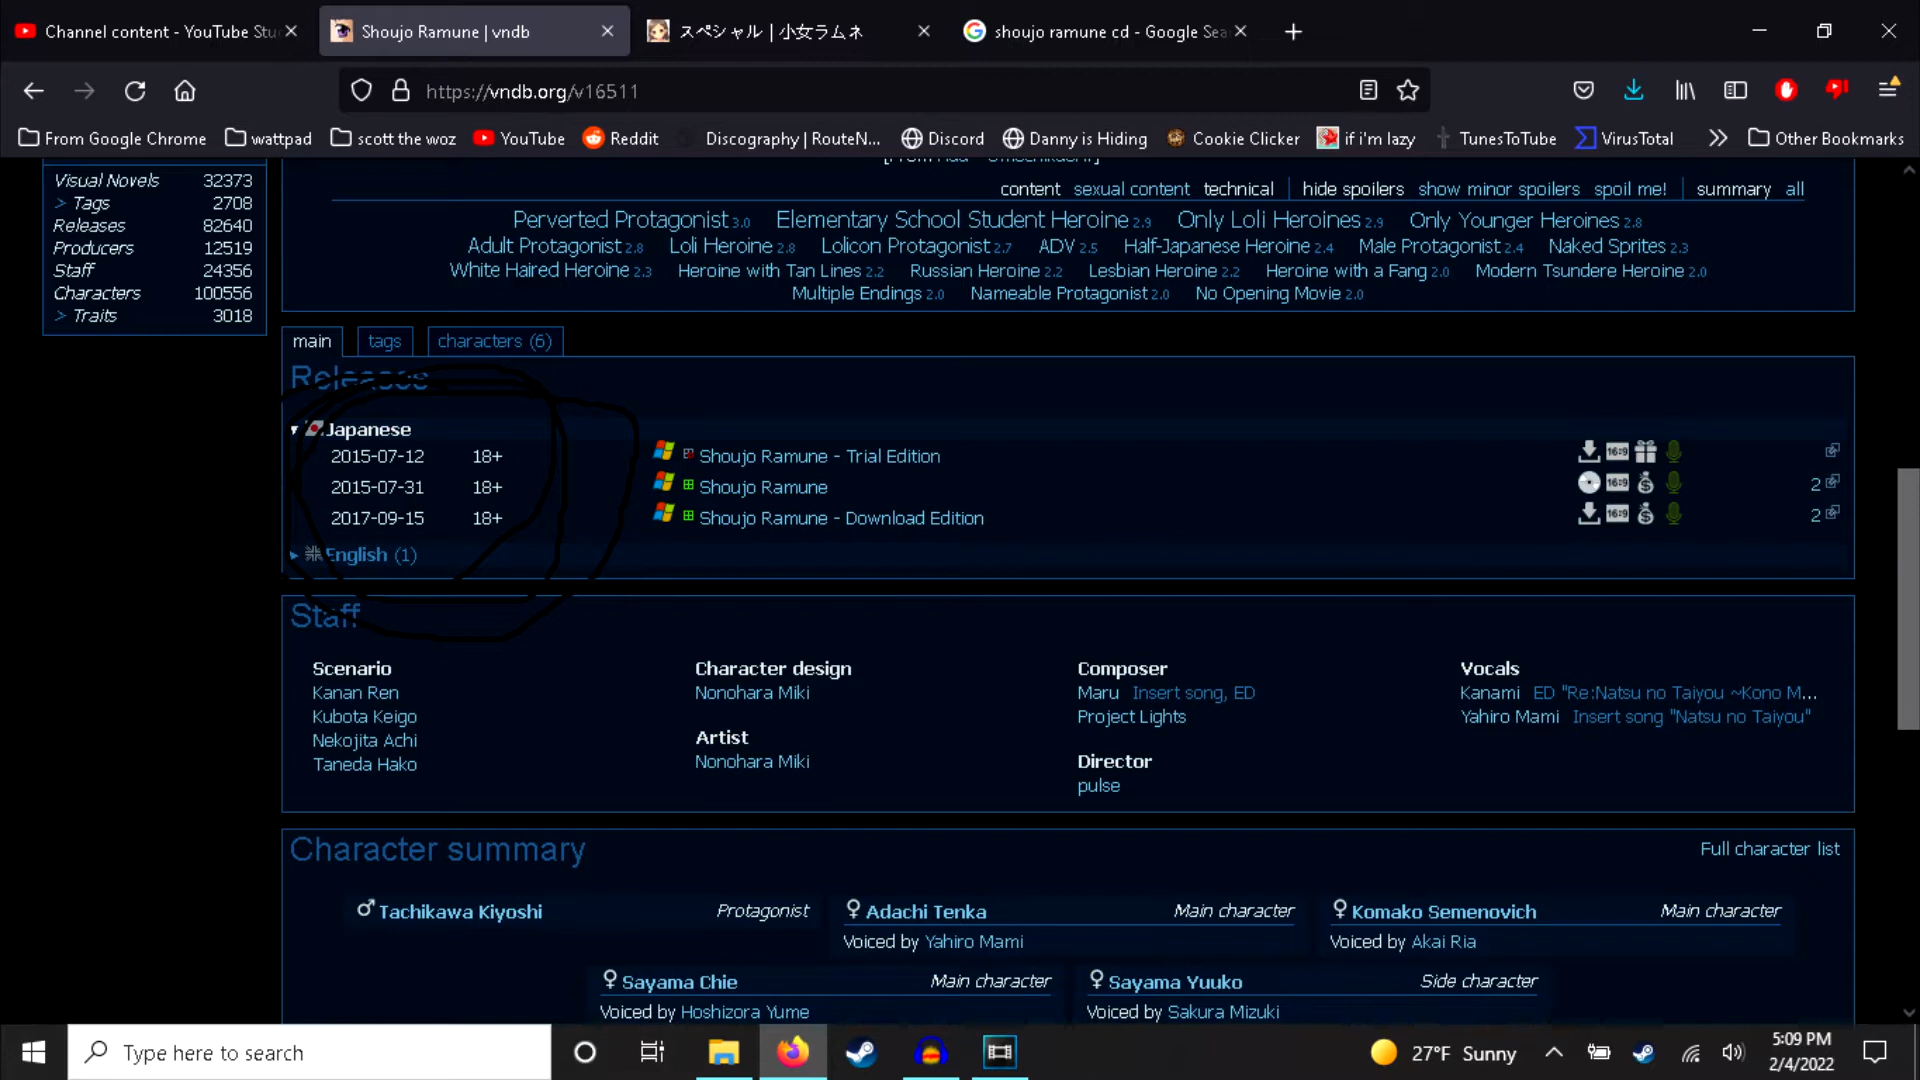 Channel content - YouTube Stu
Shoujo Ramune | vndb
スペシャル | 小女ラムネ
shoujo ramune cd - Google Sea
https://vndb.org/v16511
From Google Chrome
wattpad
scott the woz
YouTube
Reddit
Discography | RouteN...
Discord
Danny is Hiding
Cookie Clicker
if i'm lazy
TunesToTube
VirusTotal
Other Bookmarks
Visual Novels 32373
> Tags 2708
Releases 82640
Producers 12519
Staff 24356
Characters 100556
> Traits 3018
content sexual content technical | hide spoilers show minor spoilers spoil me! | summary all
Perverted Protagonist 3.0 Elementary School Student Heroine 2.9 Only Loli Heroines 2.9 Only Younger Heroines 2.8
Adult Protagonist 2.8 Loli Heroine 2.8 Lolicon Protagonist 2.7 ADV 2.5 Half-Japanese Heroine 2.4 Male Protagonist 2.4 Naked Sprites 2.3
White Haired Heroine 2.3 Heroine with Tan Lines 2.2 Russian Heroine 2.2 Lesbian Heroine 2.2 Heroine with a Fang 2.0 Modern Tsundere Heroine 2.0
Multiple Endings 2.0 Nameable Protagonist 2.0 No Opening Movie 2.0
main tags characters (6)
Releases
Japanese
2015-07-12 18+ Shoujo Ramune - Trial Edition 16:9
2015-07-31 18+ Shoujo Ramune 16:9 2
2017-09-15 18+ Shoujo Ramune - Download Edition 16:9 2
English (1)
Staff
Scenario
Kanan Ren
Kubota Keigo
Nekojita Achi
Taneda Hako
Character design
Nonohara Miki
Artist
Nonohara Miki
Composer
Maru Insert song, ED
Project Lights
Director
pulse
Vocals
Kanami ED "Re:Natsu no Taiyou ~Kono M...
Yahiro Mami Insert song "Natsu no Taiyou"
Character summary
Full character list
♂ Tachikawa Kiyoshi Protagonist
♀ Adachi Tenka Main character
Voiced by Yahiro Mami
♀ Komako Semenovich Main character
Voiced by Akai Ria
♀ Sayama Chie Main character
Voiced by Hoshizora Yume
♀ Sayama Yuuko Side character
Voiced by Sakura Mizuki
Type here to search
27°F Sunny
5:09 PM
2/4/2022